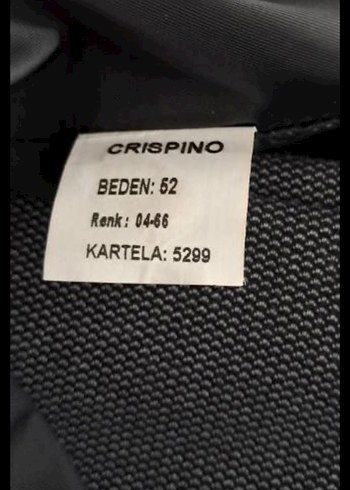 CRISPINO
BEDEN: 52
Renk: 04-66
KARTELA: 5299